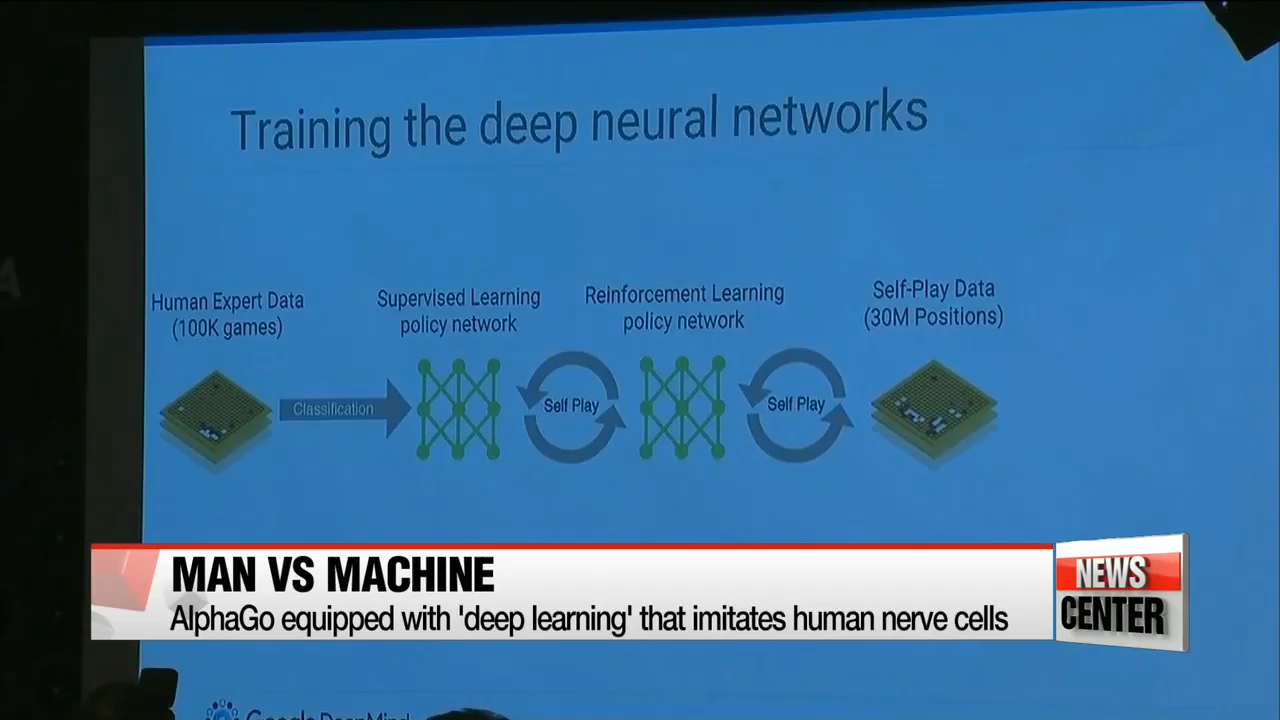 Training the deep neural networks
Human Expert Data
(100K games)
Supervised Learning
policy network
Reinforcement Learning
policy network
Self-Play Data
(30M Positions)
Classification
Self Play
Self Play
MAN VS MACHINE
AlphaGo equipped with 'deep learning' that imitates human nerve cells
NEWS
CENTER
Google DeepMind